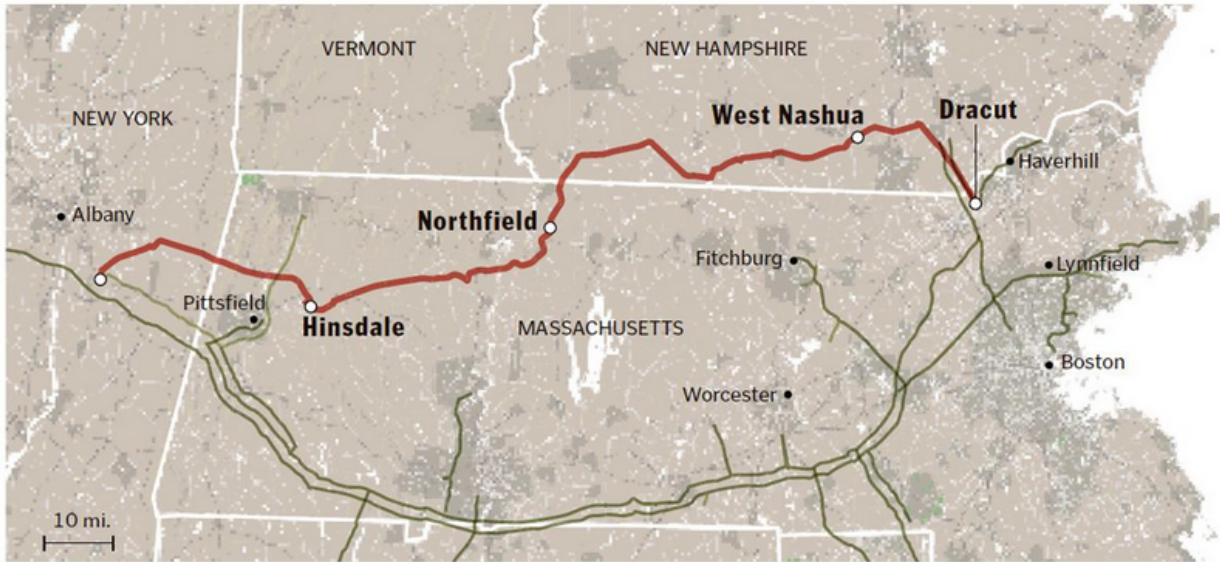 VERMONT
NEW HAMPSHIRE
NEW YORK
West Nashua
Dracut
Haverhill
Albany
Northfield
Fitchburg
Lynnfield
Pittsfield
Hinsdale
MASSACHUSETTS
Boston
Worcester
10 mi.